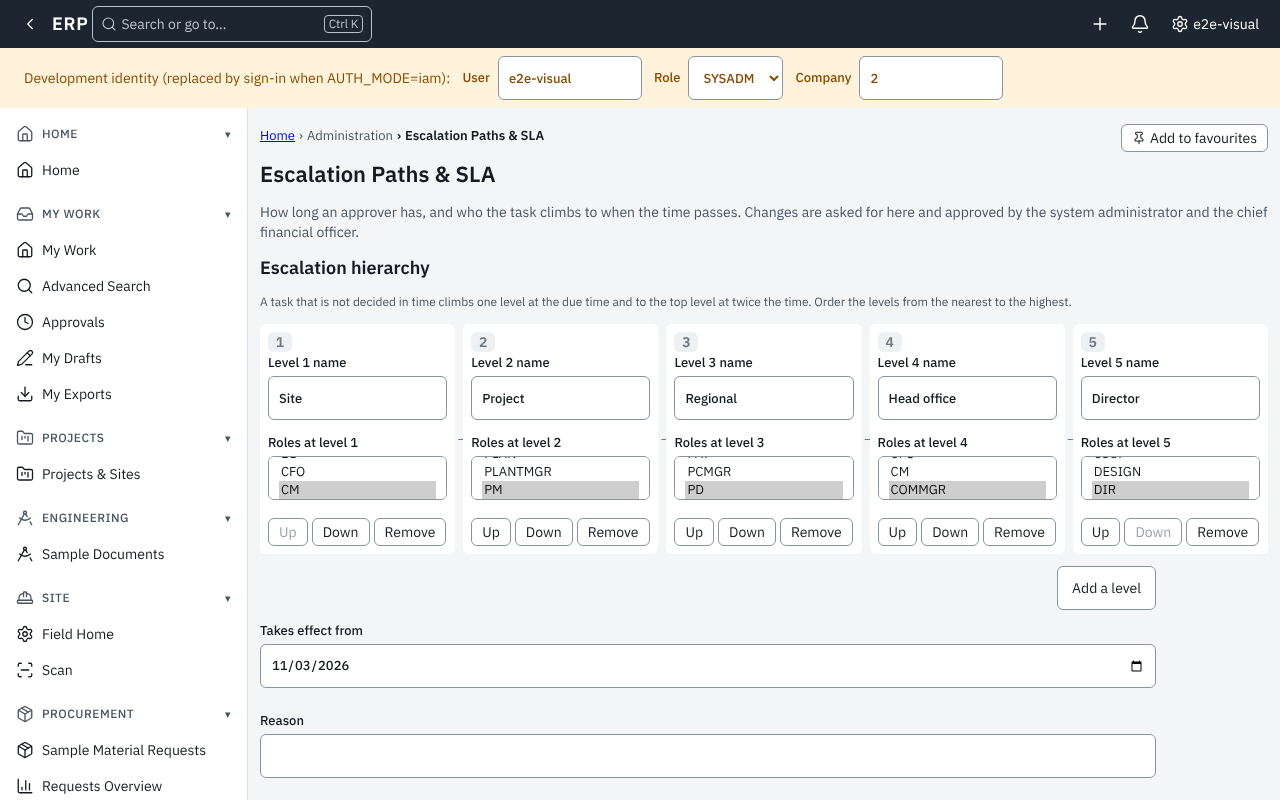 ERP
Search or go to...
Ctrl K
e2e-visual
Development identity (replaced by sign-in when AUTH_MODE=iam):
User
e2e-visual
Role
SYSADM
Company
2
HOME
Home
MY WORK
My Work
Advanced Search
Approvals
My Drafts
My Exports
PROJECTS
Projects & Sites
ENGINEERING
Sample Documents
SITE
Field Home
Scan
PROCUREMENT
Sample Material Requests
Requests Overview
Home › Administration › Escalation Paths & SLA
Add to favourites
Escalation Paths & SLA
How long an approver has, and who the task climbs to when the time passes. Changes are asked for here and approved by the system administrator and the chief
financial officer.
Escalation hierarchy
A task that is not decided in time climbs one level at the due time and to the top level at twice the time. Order the levels from the nearest to the highest.
1
Level 1 name
Site
Roles at level 1
CFO
CM
Up Down Remove
2
Level 2 name
Project
Roles at level 2
PLANTMGR
PM
Up Down Remove
3
Level 3 name
Regional
Roles at level 3
PCMGR
PD
Up Down Remove
4
Level 4 name
Head office
Roles at level 4
CM
COMMGR
Up Down Remove
5
Level 5 name
Director
Roles at level 5
DESIGN
DIR
Up Down Remove
Add a level
Takes effect from
11/03/2026
Reason